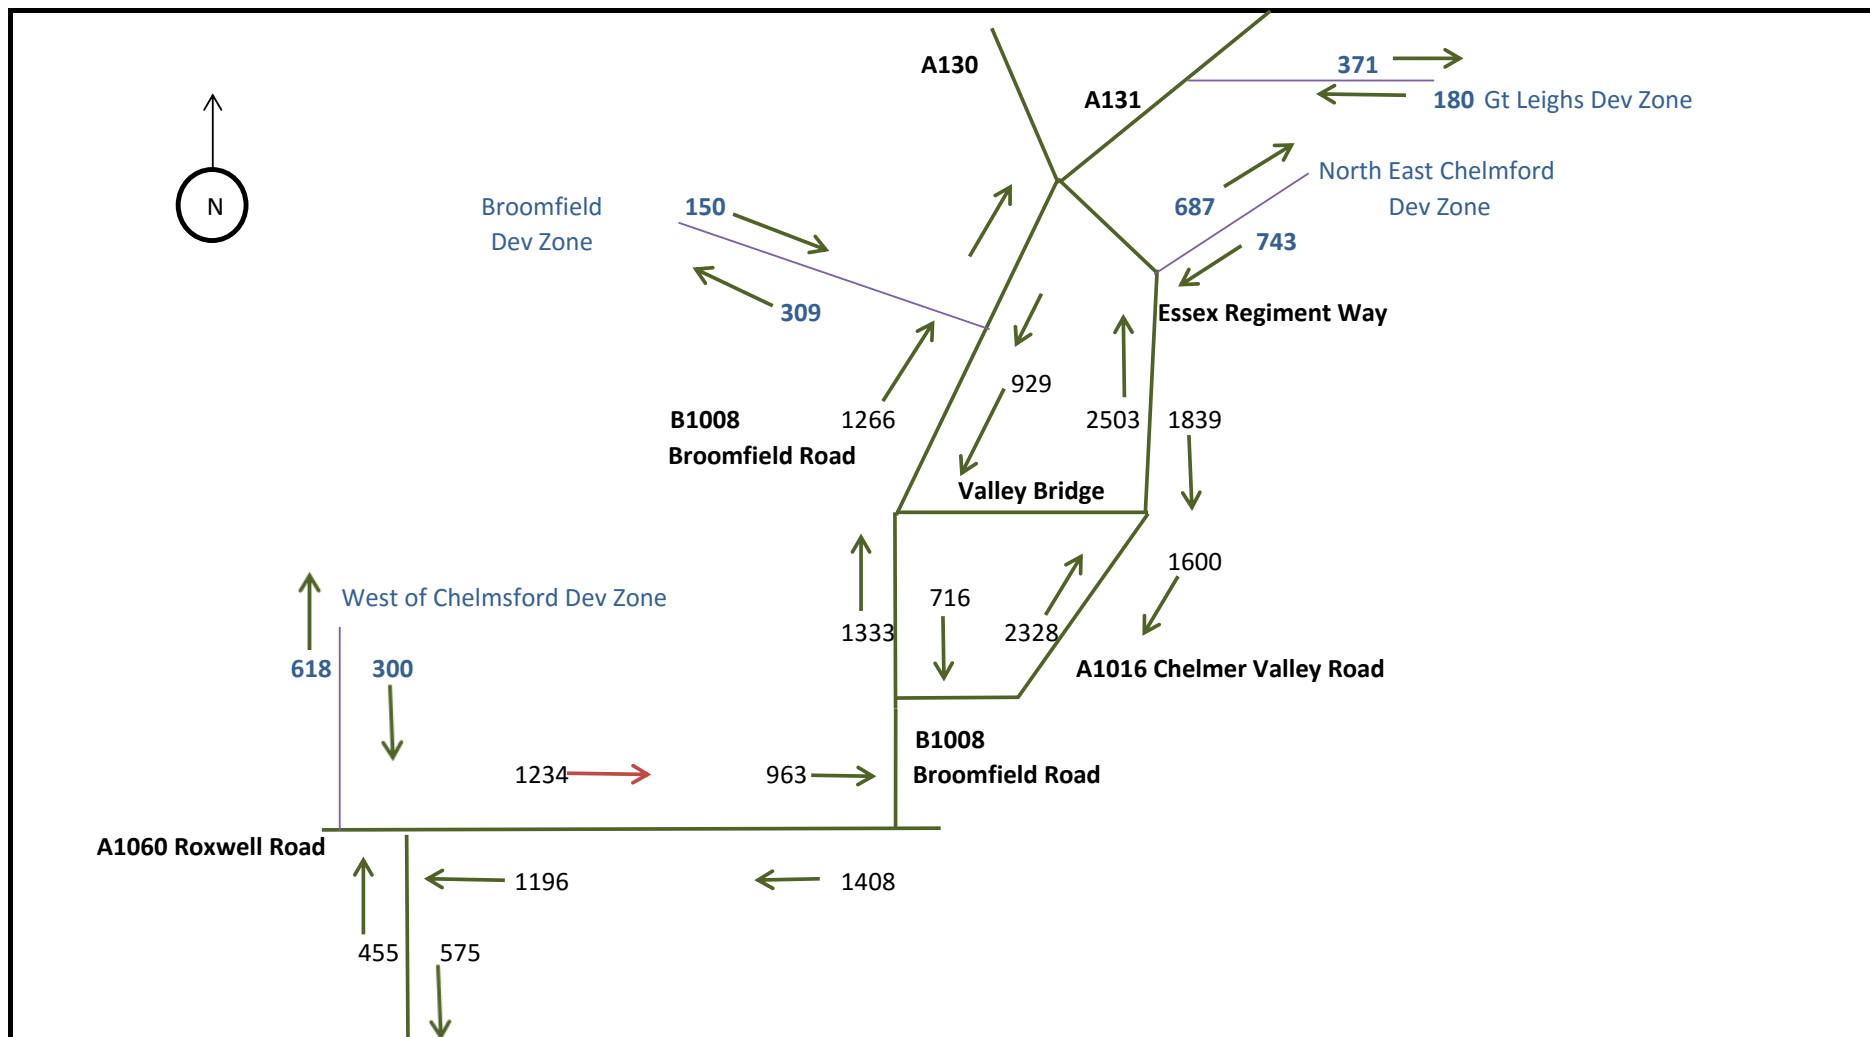 A130
371
A131
180 Gt Leighs Dev Zone
North East Chelmford
Dev Zone
Broomfield
Dev Zone
150
687
N
743
309
Essex Regiment Way
929
B1008
Broomfield Road
1266
2503
1839
Valley Bridge
1600
West of Chelmsford Dev Zone
716
1333
2328
618
300
A1016 Chelmer Valley Road
B1008
Broomfield Road
1234
963
A1060 Roxwell Road
1196
1408
455
575